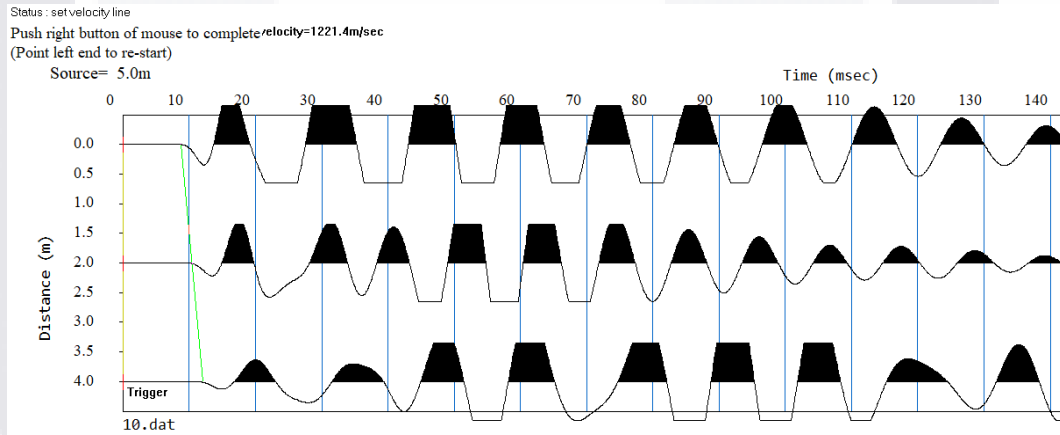 Status : set velocity line
Push right button of mouse to complete velocity=1221.4m/sec
(Point left end to re-start)
Source= 5.0m
Time (msec)
0 10 20 30 40 50 60 70 80 90 100 110 120 130 140
0.0
0.5
1.0
1.5
2.0
2.5
3.0
3.5
4.0
Distance (m)
Trigger
10.dat